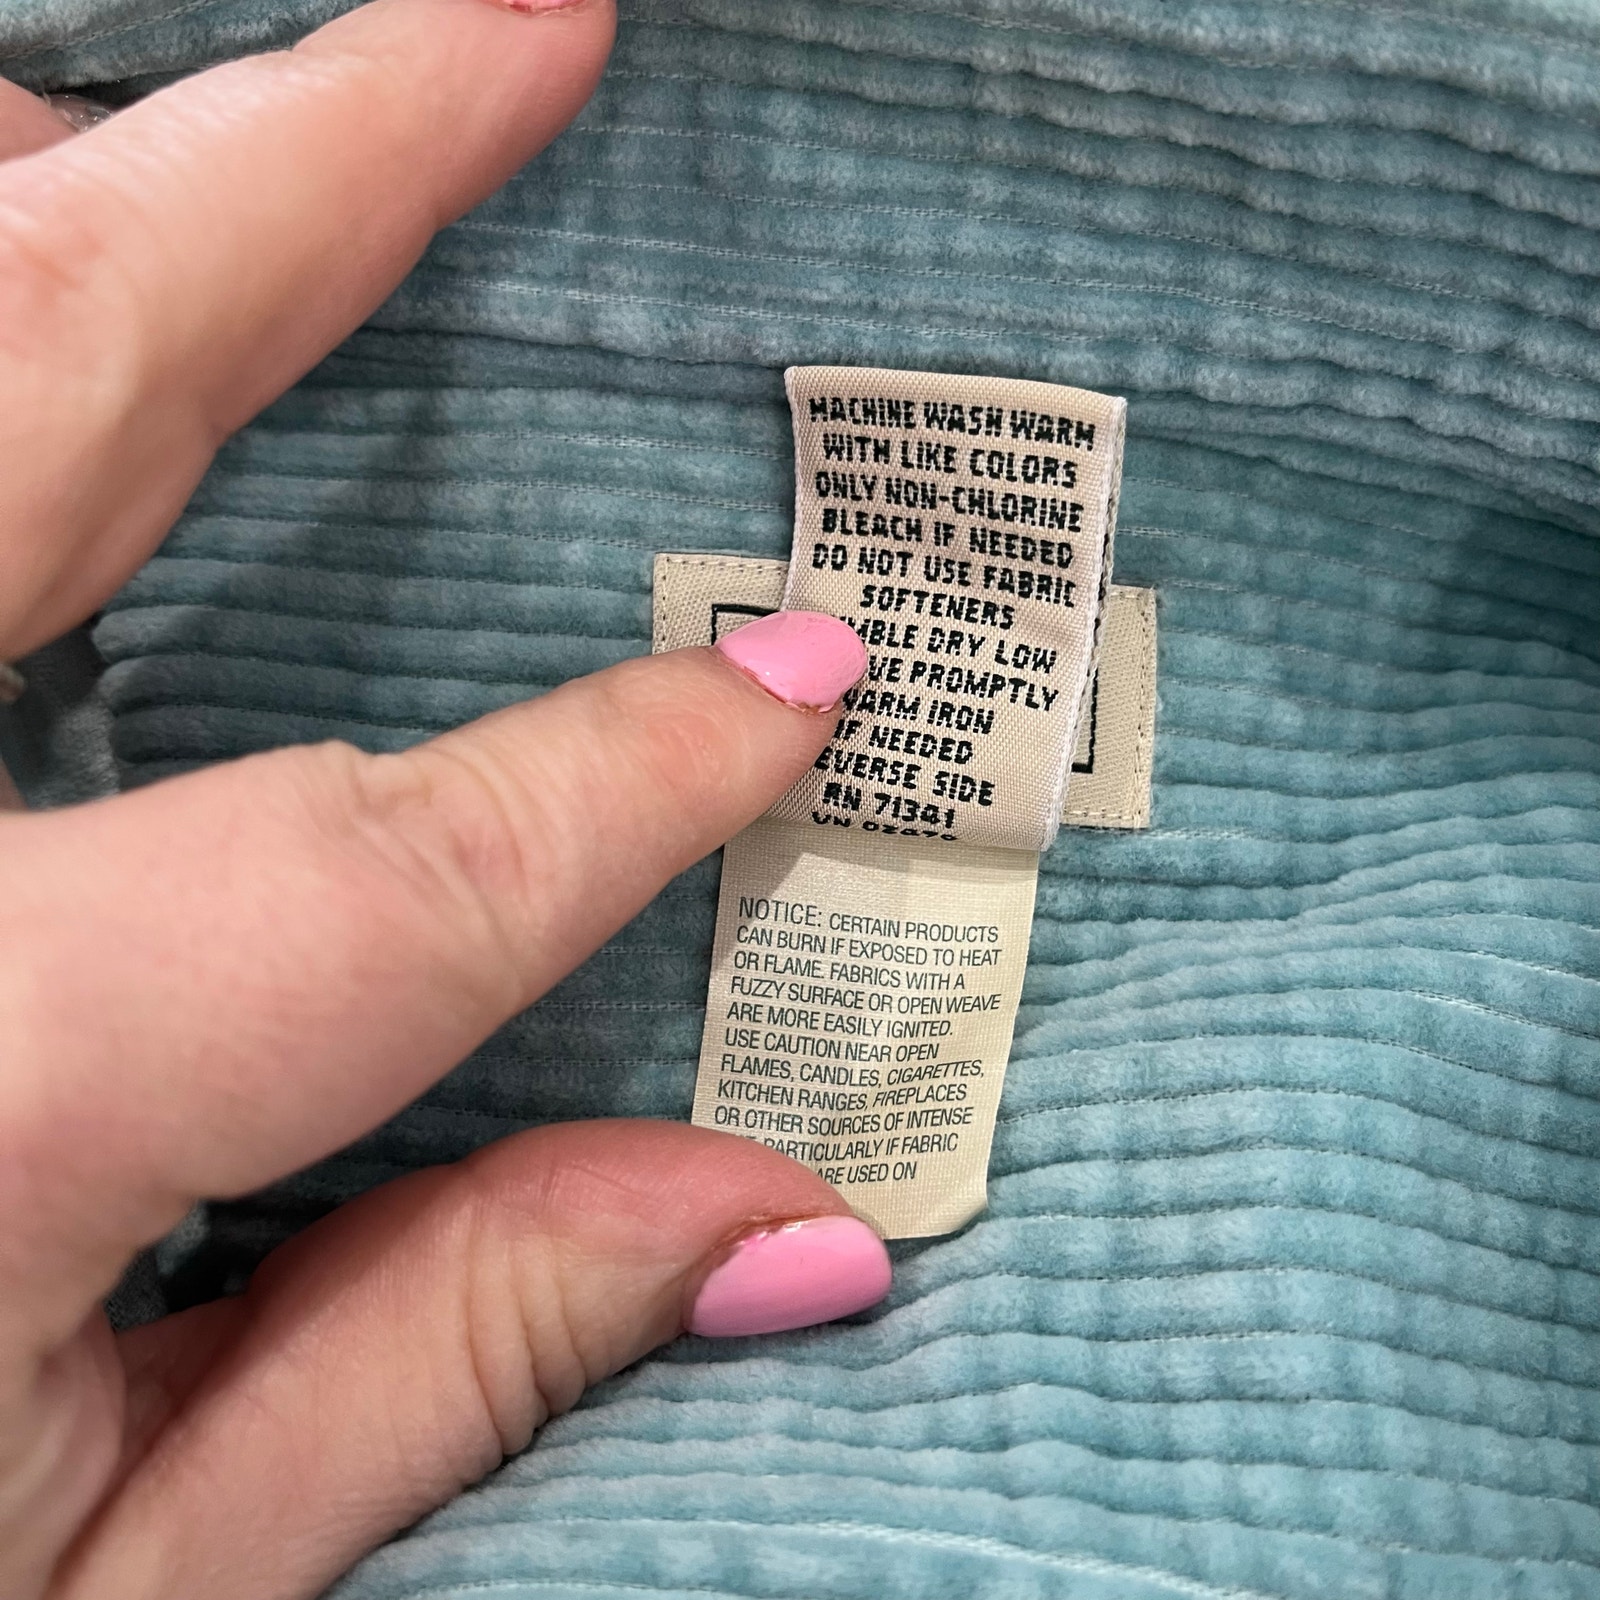 MACHINE WASH WARM
WITH LIKE COLORS
ONLY NON-CHLORINE
BLEACH IF NEEDED
DO NOT USE FABRIC
SOFTENERS
MBLE DRY LOW
VE PROMPTLY
WARM IRON
IF NEEDED
EVERSE SIDE
RN 71341
NOTICE: CERTAIN PRODUCTS
CAN BURN IF EXPOSED TO HEAT
OR FLAME. FABRICS WITH A
FUZZY SURFACE OR OPEN WEAVE
ARE MORE EASILY IGNITED.
USE CAUTION NEAR OPEN
FLAMES, CANDLES, CIGARETTES,
KITCHEN RANGES, FIREPLACES
OR OTHER SOURCES OF INTENSE
PARTICULARLY IF FABRIC
ARE USED ON